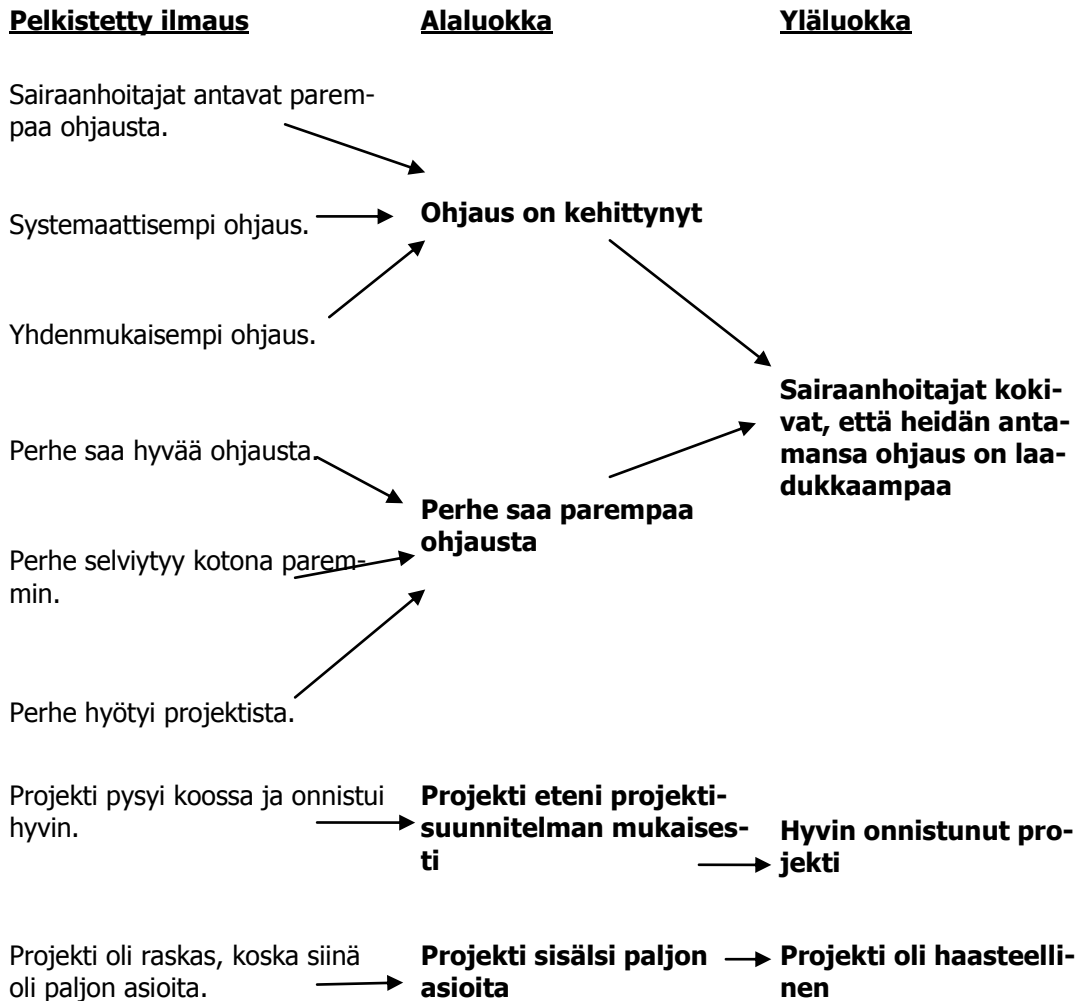 Pelkistetty ilmaus
Alaluokka
Yläluokka
Sairaanhoitajat antavat parem-
paa ohjausta.
Systemaattisempi ohjaus.
Ohjaus on kehittynyt
Yhdenmukaisempi ohjaus.
Sairaanhoitajat koki-
vat, että heidän anta-
mansa ohjaus on laa-
dukkaampaa
Perhe saa hyvää ohjausta.
Perhe saa parempaa
ohjausta
Perhe selviytyy kotona parem-
min.
Perhe hyötyi projektista.
Projekti pysyi koossa ja onnistui
hyvin.
Projekti eteni projekti-
suunnitelman mukaises-
ti
Hyvin onnistunut pro-
jekti
Projekti oli raskas, koska siinä
oli paljon asioita.
Projekti sisälsi paljon
asioita
Projekti oli haasteelli-
nen